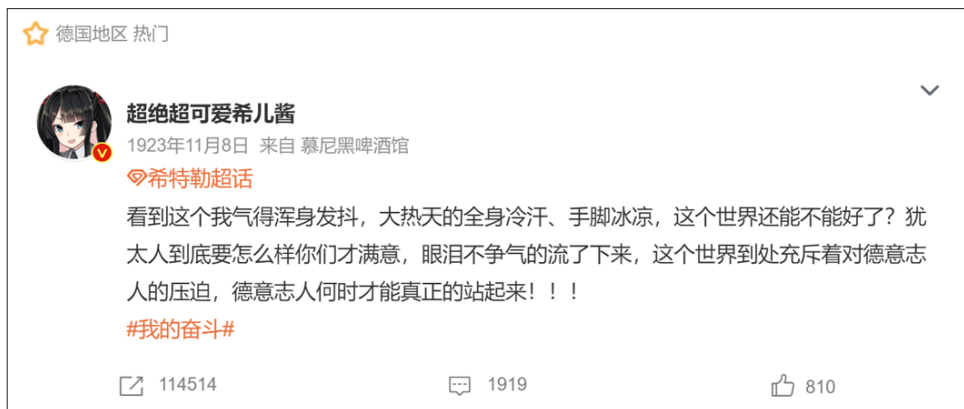 德国地区 热门
超绝超可爱希儿酱
1923年11月8日 来自 慕尼黑啤酒馆
希特勒超话
看到这个我气得浑身发抖，大热天的全身冷汗、手脚冰凉，这个世界还能不能好了？犹
太人到底要怎么样你们才满意，眼泪不争气的流了下来，这个世界到处充斥着对德意志
人的压迫，德意志人何时才能真正的站起来！！！
#我的奋斗#
114514 1919 810